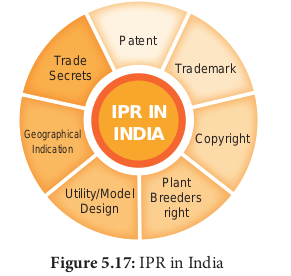 Patent
Trademark
Copyright
Plant
Breeders
right
Utility/Model
Design
Geographical
Indication
Trade
Secrets
IPR IN
INDIA
Figure 5.17: IPR in India